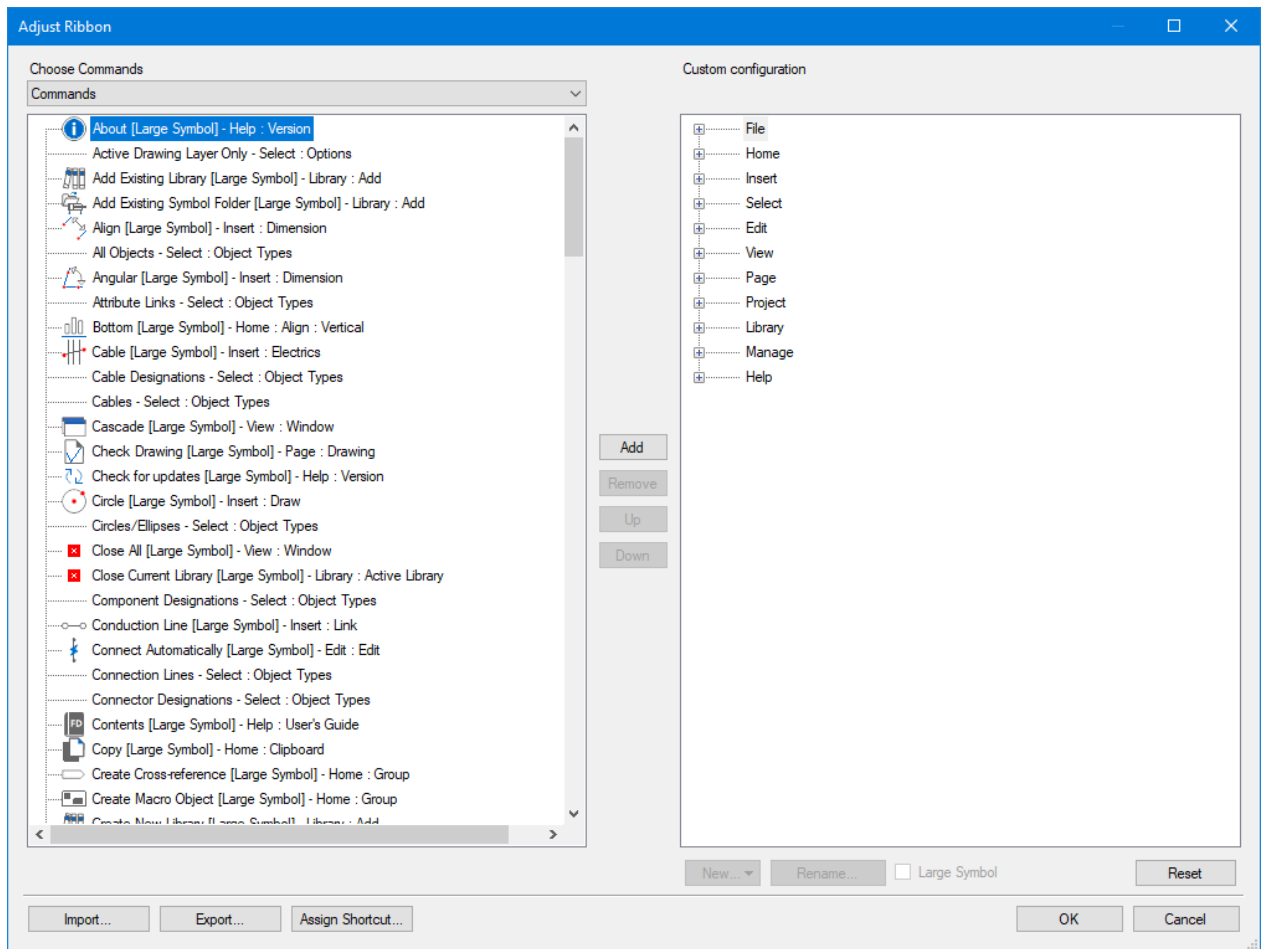 Adjust Ribbon
Choose Commands
Custom configuration
Commands
About [Large Symbol] - Help : Version
Active Drawing Layer Only - Select : Options
Add Existing Library [Large Symbol] - Library : Add
Add Existing Symbol Folder [Large Symbol] - Library : Add
Align [Large Symbol] - Insert : Dimension
All Objects - Select : Object Types
Angular [Large Symbol] - Insert : Dimension
Attribute Links - Select : Object Types
Bottom [Large Symbol] - Home : Align : Vertical
Cable [Large Symbol] - Insert : Electrics
Cable Designations - Select : Object Types
Cables - Select : Object Types
Cascade [Large Symbol] - View : Window
Check Drawing [Large Symbol] - Page : Drawing
Check for updates [Large Symbol] - Help : Version
Circle [Large Symbol] - Insert : Draw
Circles/Ellipses - Select : Object Types
Close All [Large Symbol] - View : Window
Close Current Library [Large Symbol] - Library : Active Library
Component Designations - Select : Object Types
Conduction Line [Large Symbol] - Insert : Link
Connect Automatically [Large Symbol] - Edit : Edit
Connection Lines - Select : Object Types
Connector Designations - Select : Object Types
FD Contents [Large Symbol] - Help : User's Guide
Copy [Large Symbol] - Home : Clipboard
Create Cross-reference [Large Symbol] - Home : Group
Create Macro Object [Large Symbol] - Home : Group
Create New Library [Large Symbol] - Library : Add
Add
Remove
Up
Down
File
Home
Insert
Select
Edit
View
Page
Project
Library
Manage
Help
New...
Rename...
Large Symbol
Reset
Import...
Export...
Assign Shortcut...
OK
Cancel